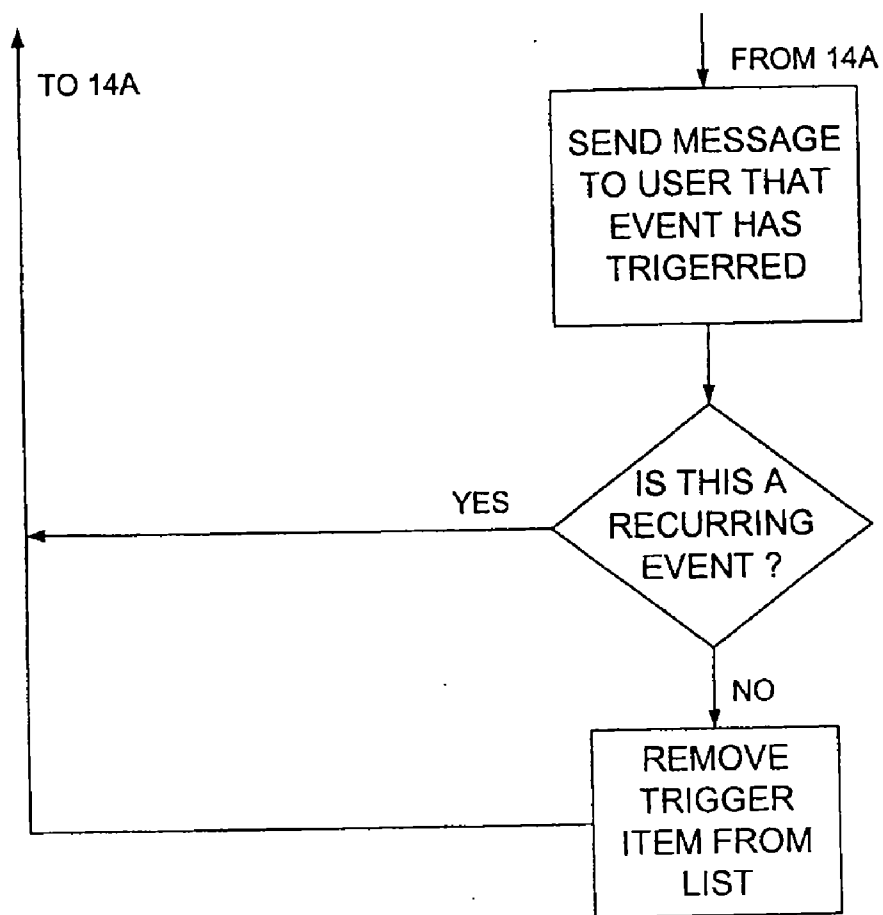 TO 14A
FROM 14A
SEND MESSAGE
TO USER THAT
EVENT HAS
TRIGERRED
YES
IS THIS A
RECURRING
EVENT ?
NO
REMOVE
TRIGGER
ITEM FROM
LIST